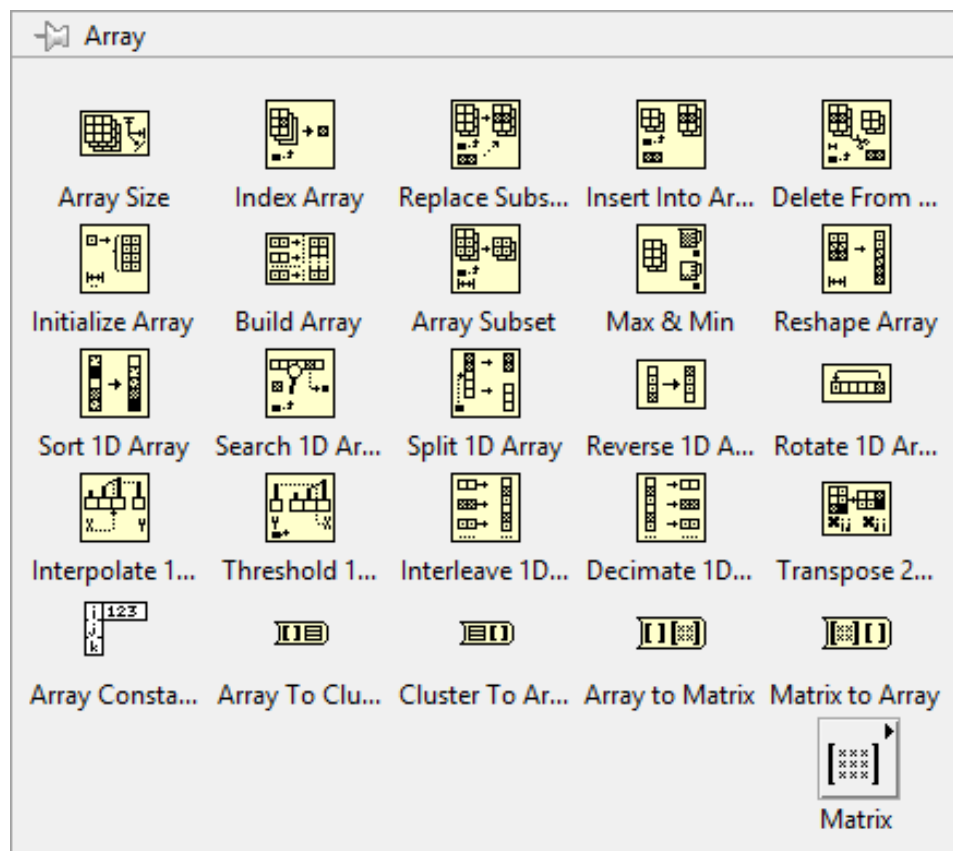 Array
Array Size Index Array Replace Subs... Insert Into Ar... Delete From ...
Initialize Array Build Array Array Subset Max & Min Reshape Array
Sort 1D Array Search 1D Ar... Split 1D Array Reverse 1D A... Rotate 1D Ar...
X Y Y X
Interpolate 1... Threshold 1... Interleave 1D... Decimate 1D... Transpose 2...
i 123
j
k
Array Consta... Array To Clu... Cluster To Ar... Array to Matrix Matrix to Array
Matrix